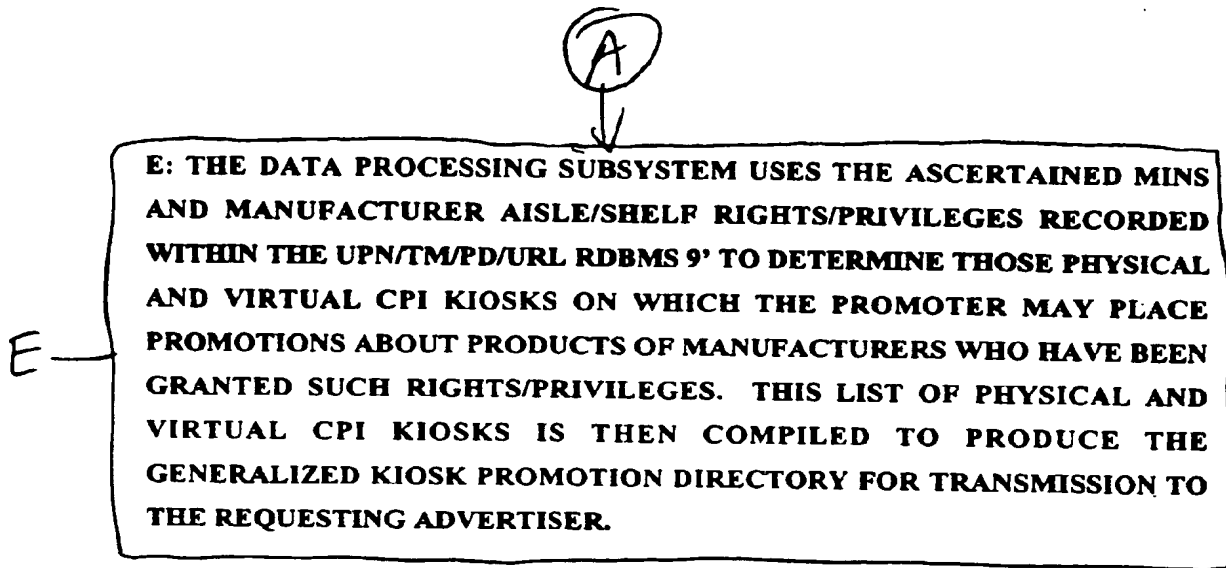 A
E: THE DATA PROCESSING SUBSYSTEM USES THE ASCERTAINED MINS
AND MANUFACTURER AISLE/SHELF RIGHTS/PRIVILEGES RECORDED
WITHIN THE UPN/TM/PD/URL RDBMS 9' TO DETERMINE THOSE PHYSICAL
AND VIRTUAL CPI KIOSKS ON WHICH THE PROMOTER MAY PLACE
E
PROMOTIONS ABOUT PRODUCTS OF MANUFACTURERS WHO HAVE BEEN
GRANTED SUCH RIGHTS/PRIVILEGES. THIS LIST OF PHYSICAL AND
VIRTUAL CPI KIOSKS IS THEN COMPILED TO PRODUCE THE
GENERALIZED KIOSK PROMOTION DIRECTORY FOR TRANSMISSION TO
THE REQUESTING ADVERTISER.